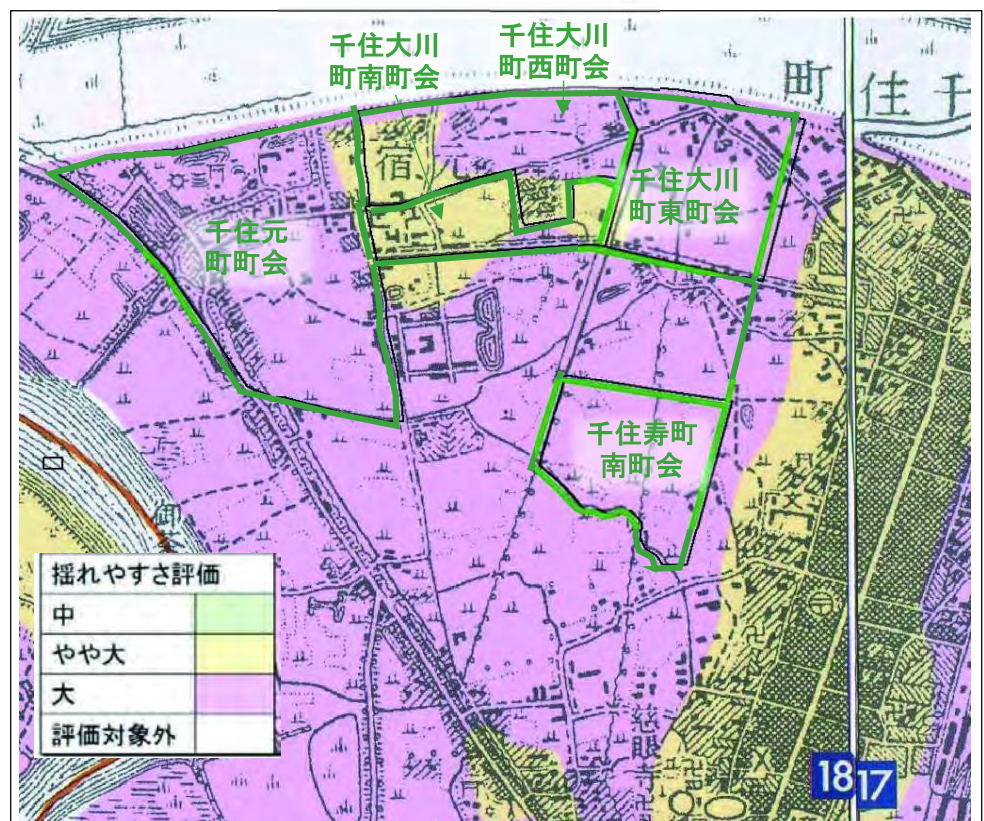 千住大川
町南町会
千住大川
町西町会
町住千
宿元
千住大川
町東町会
千住元
町町会
千住寿町
南町会
揺れやすさ評価
中
やや大
大
評価対象外
慈眼
18
17